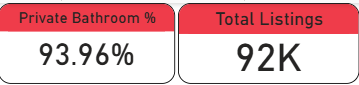 Private Bathroom %
93.96%
Total Listings
92K